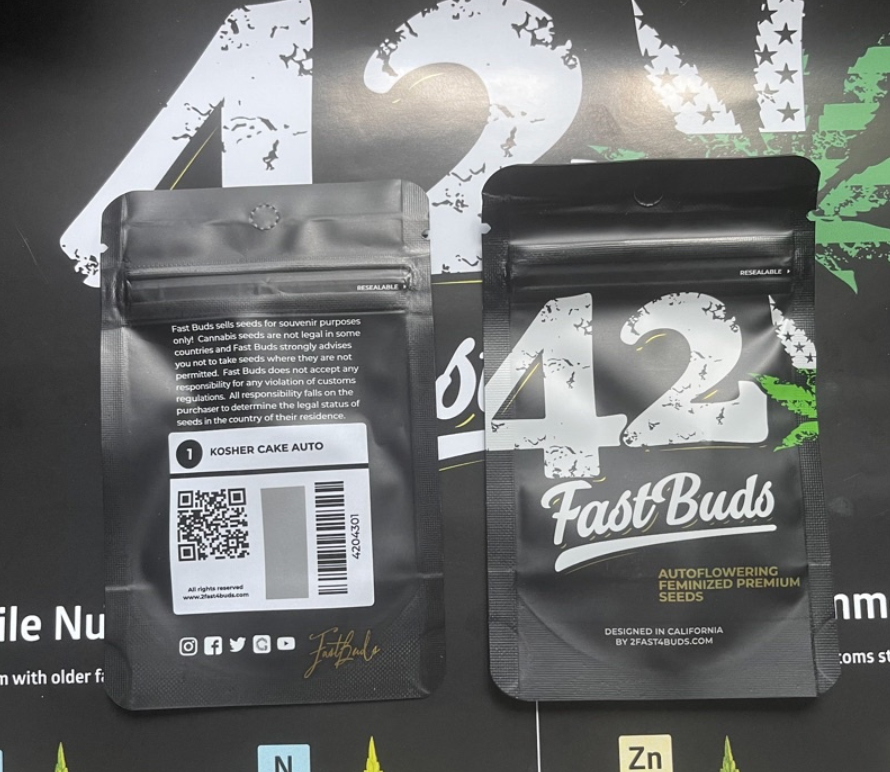 42
RESEALABLE
Fast Buds sells seeds for souvenir purposes
only! Cannabis seeds are not legal in some
countries and Fast Buds strongly advises
you not to take seeds where they are not
permitted. Fast Buds does not accept any
responsibility for any violation of customs
regulations. All responsibility falls on the
purchaser to determine the legal status of
seeds in the country of their residence.
1 KOSHER CAKE AUTO
4204301
All rights reserved
www.2fast4buds.com
FastBuds
RESEALABLE
42
FastBuds
AUTOFLOWERING
FEMINIZED PREMIUM
SEEDS
DESIGNED IN CALIFORNIA
BY 2FAST4BUDS.COM
ile Nu
m with older fa
N
Zn